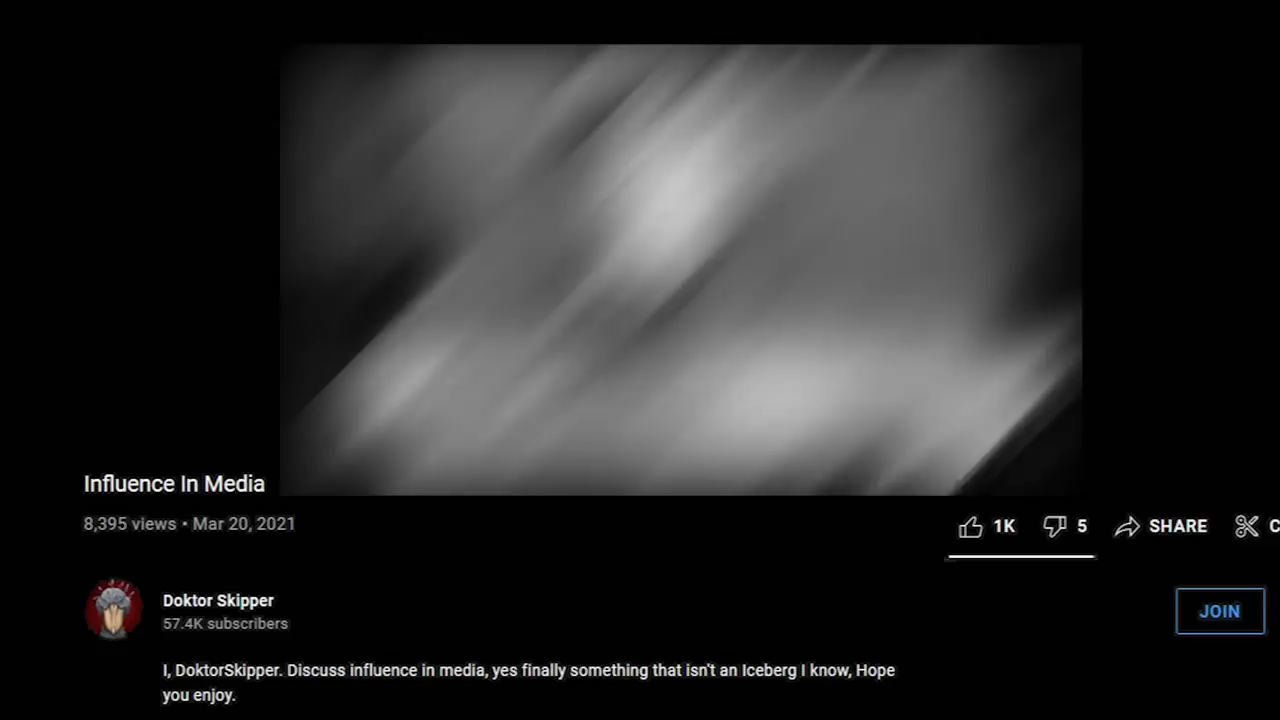 Influence In Media
8,395 views • Mar 20, 2021
1K 5 SHARE C
Doktor Skipper
57.4K subscribers
JOIN
I, DoktorSkipper. Discuss influence in media, yes finally something that isn't an Iceberg I know, Hope
you enjoy.